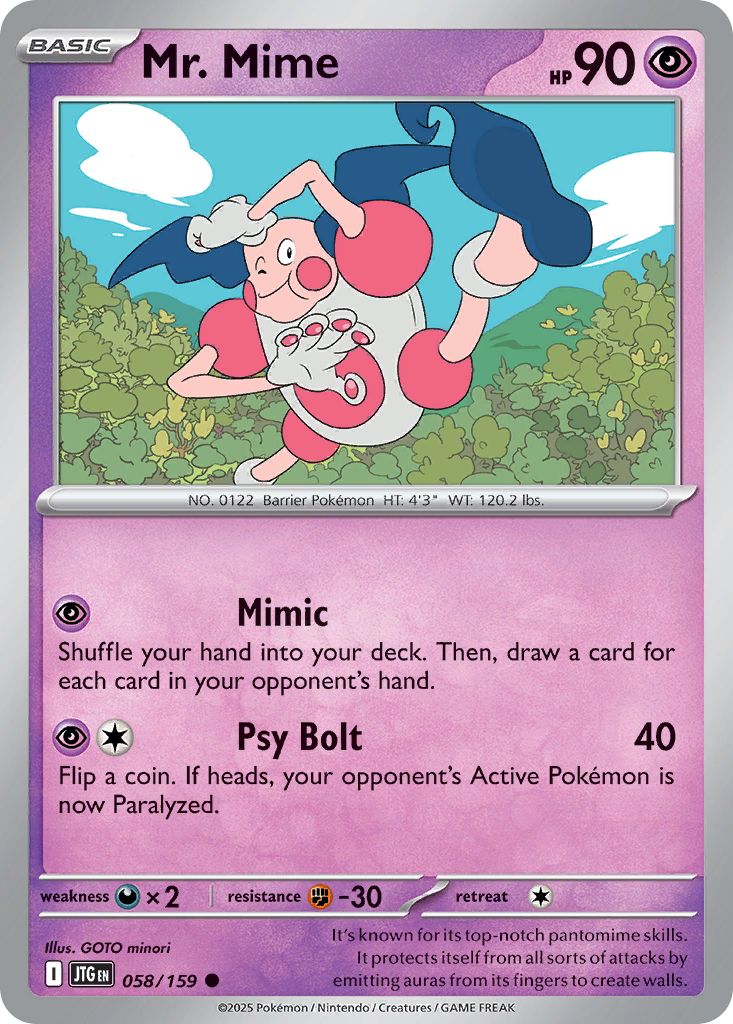 BASIC
Mr. Mime
HP 90
NO. 0122 Barrier Pokémon HT: 4'3" WT: 120.2 lbs.
Mimic
Shuffle your hand into your deck. Then, draw a card for
each card in your opponent's hand.
Psy Bolt 40
Flip a coin. If heads, your opponent's Active Pokémon is
now Paralyzed.
weakness ×2 resistance -30 retreat
Illus. GOTO minori
It's known for its top-notch pantomime skills.
It protects itself from all sorts of attacks by
emitting auras from its fingers to create walls.
I JTG EN 058/159
©2025 Pokémon / Nintendo / Creatures / GAME FREAK